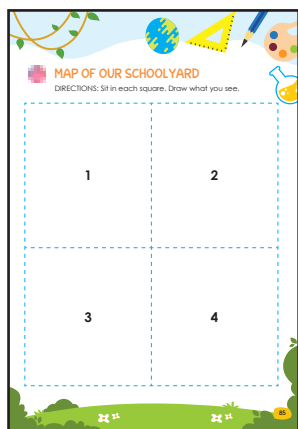 MAP OF OUR SCHOOLYARD
DIRECTIONS: Sit in each square. Draw what you see.
1 2
3 4
85